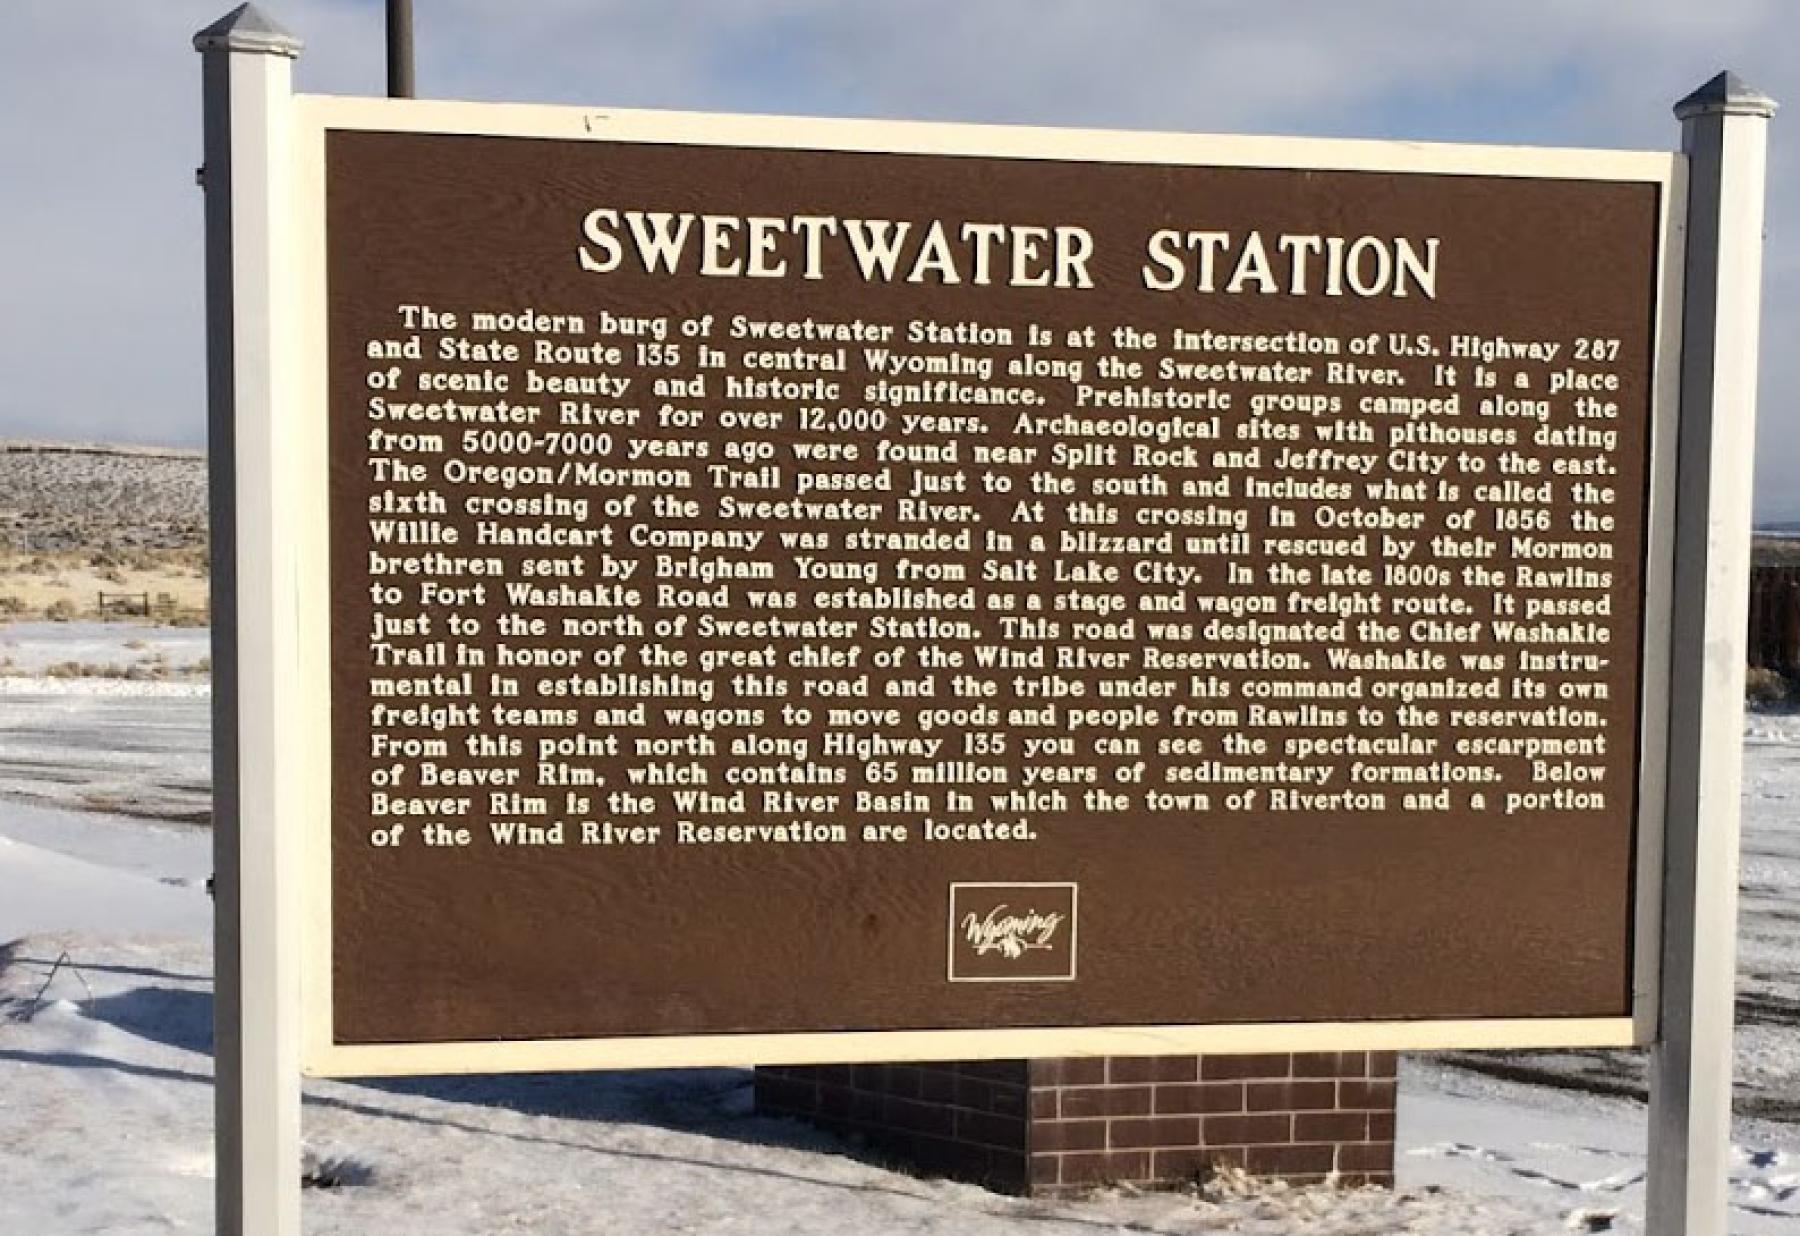 SWEETWATER STATION
The modern burg of Sweetwater Station is at the intersection of U.S. Highway 287
and State Route 135 in central Wyoming along the Sweetwater River. It is a place
of scenic beauty and historic significance. Prehistoric groups camped along the
Sweetwater River for over 12,000 years. Archaeological sites with pithouses dating
from 5000-7000 years ago were found near Split Rock and Jeffrey City to the east.
The Oregon/Mormon Trail passed just to the south and includes what is called the
sixth crossing of the Sweetwater River. At this crossing in October of 1856 the
Willie Handcart Company was stranded in a blizzard until rescued by their Mormon
brethren sent by Brigham Young from Salt Lake City. In the late 1800s the Rawlins
to Fort Washakie Road was established as a stage and wagon freight route. It passed
just to the north of Sweetwater Station. This road was designated the Chief Washakie
Trail in honor of the great chief of the Wind River Reservation. Washakie was instru-
mental in establishing this road and the tribe under his command organized its own
freight teams and wagons to move goods and people from Rawlins to the reservation.
From this point north along Highway 135 you can see the spectacular escarpment
of Beaver Rim, which contains 65 million years of sedimentary formations. Below
Beaver Rim is the Wind River Basin in which the town of Riverton and a portion
of the Wind River Reservation are located.
Wyoming